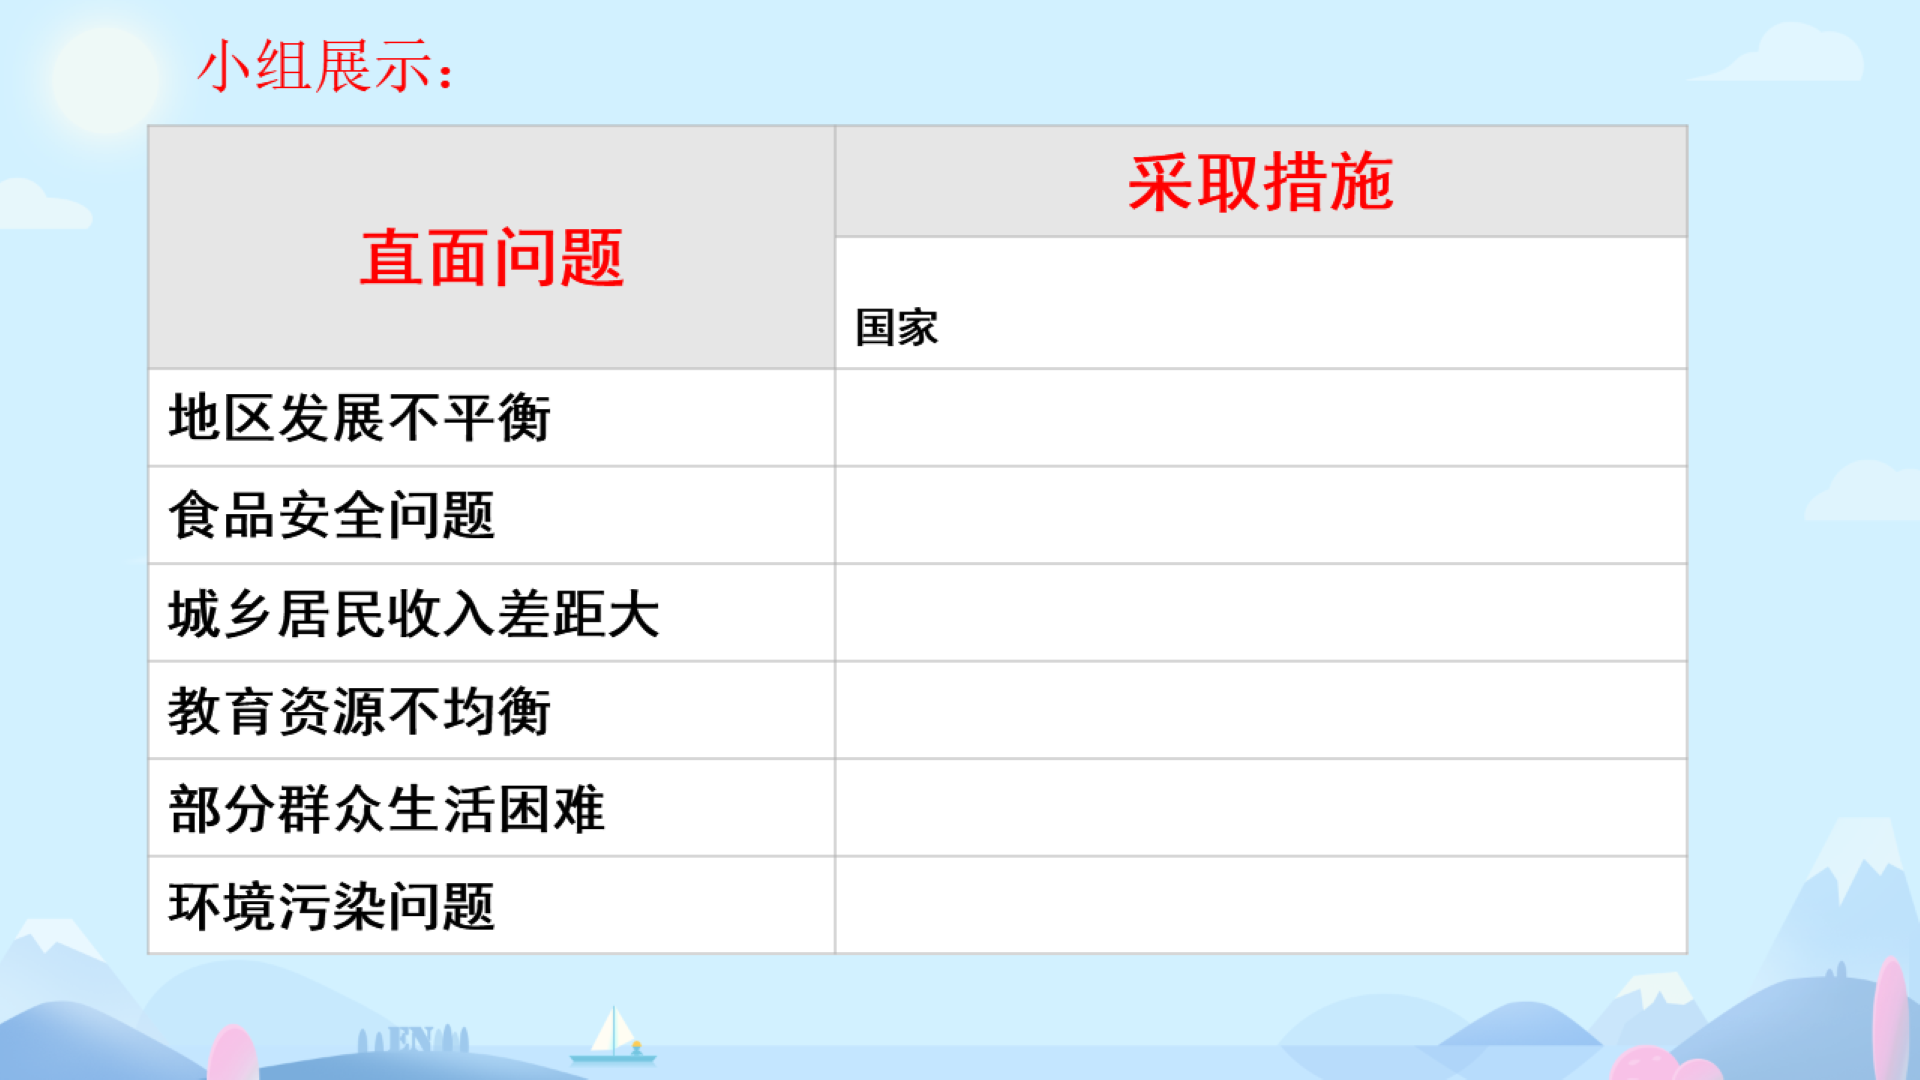 小组展示：
采取措施
直面问题
国家
地区发展不平衡
食品安全问题
城乡居民收入差距大
教育资源不均衡
部分群众生活困难
环境污染问题
EN